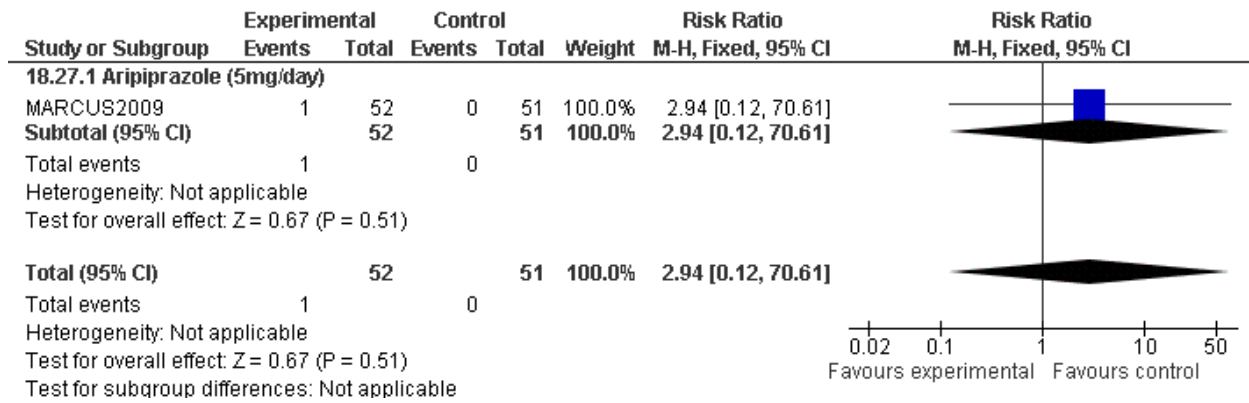 Experimental Control Risk Ratio Risk Ratio
Study or Subgroup Events Total Events Total Weight M-H, Fixed, 95% CI M-H, Fixed, 95% CI
18.27.1 Aripiprazole (5mg/day)
MARCUS2009 1 52 0 51 100.0% 2.94 [0.12, 70.61]
Subtotal (95% CI) 52 51 100.0% 2.94 [0.12, 70.61]
Total events 1 0
Heterogeneity: Not applicable
Test for overall effect: Z = 0.67 (P = 0.51)
Total (95% CI) 52 51 100.0% 2.94 [0.12, 70.61]
Total events 1 0
Heterogeneity: Not applicable
Test for overall effect: Z = 0.67 (P = 0.51)
Test for subgroup differences: Not applicable
0.02 0.1 1 10 50
Favours experimental Favours control